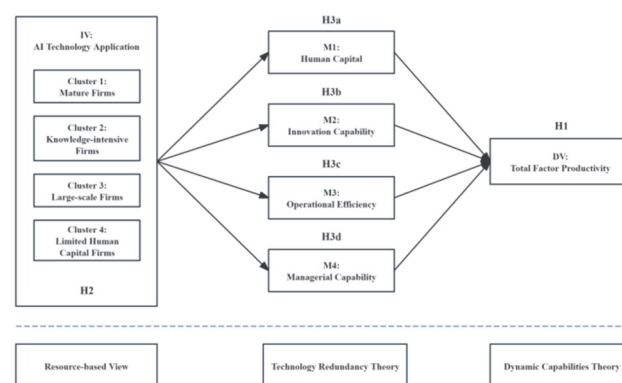 IV:
AI Technology Application
Cluster 1:
Mature Firms
Cluster 2:
Knowledge-intensive
Firms
Cluster 3:
Large-scale Firms
Cluster 4:
Limited Human
Capital Firms
H2
H3a
M1:
Human Capital
H3b
M2:
Innovation Capability
H3c
M3:
Operational Efficiency
H3d
M4:
Managerial Capability
H1
DV:
Total Factor Productivity
Resource-based View
Technology Redundancy Theory
Dynamic Capabilities Theory